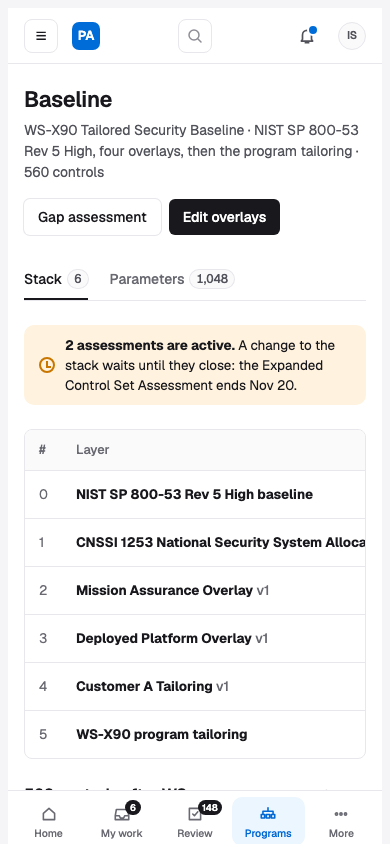 PA
IS
Baseline
WS-X90 Tailored Security Baseline · NIST SP 800-53
Rev 5 High, four overlays, then the program tailoring ·
560 controls
Gap assessment
Edit overlays
Stack 6
Parameters 1,048
2 assessments are active. A change to the
stack waits until they close: the Expanded
Control Set Assessment ends Nov 20.
# Layer
0 NIST SP 800-53 Rev 5 High baseline
1 CNSSI 1253 National Security System Alloca
2 Mission Assurance Overlay v1
3 Deployed Platform Overlay v1
4 Customer A Tailoring v1
5 WS-X90 program tailoring
6
148
Home
My work
Review
Programs
More